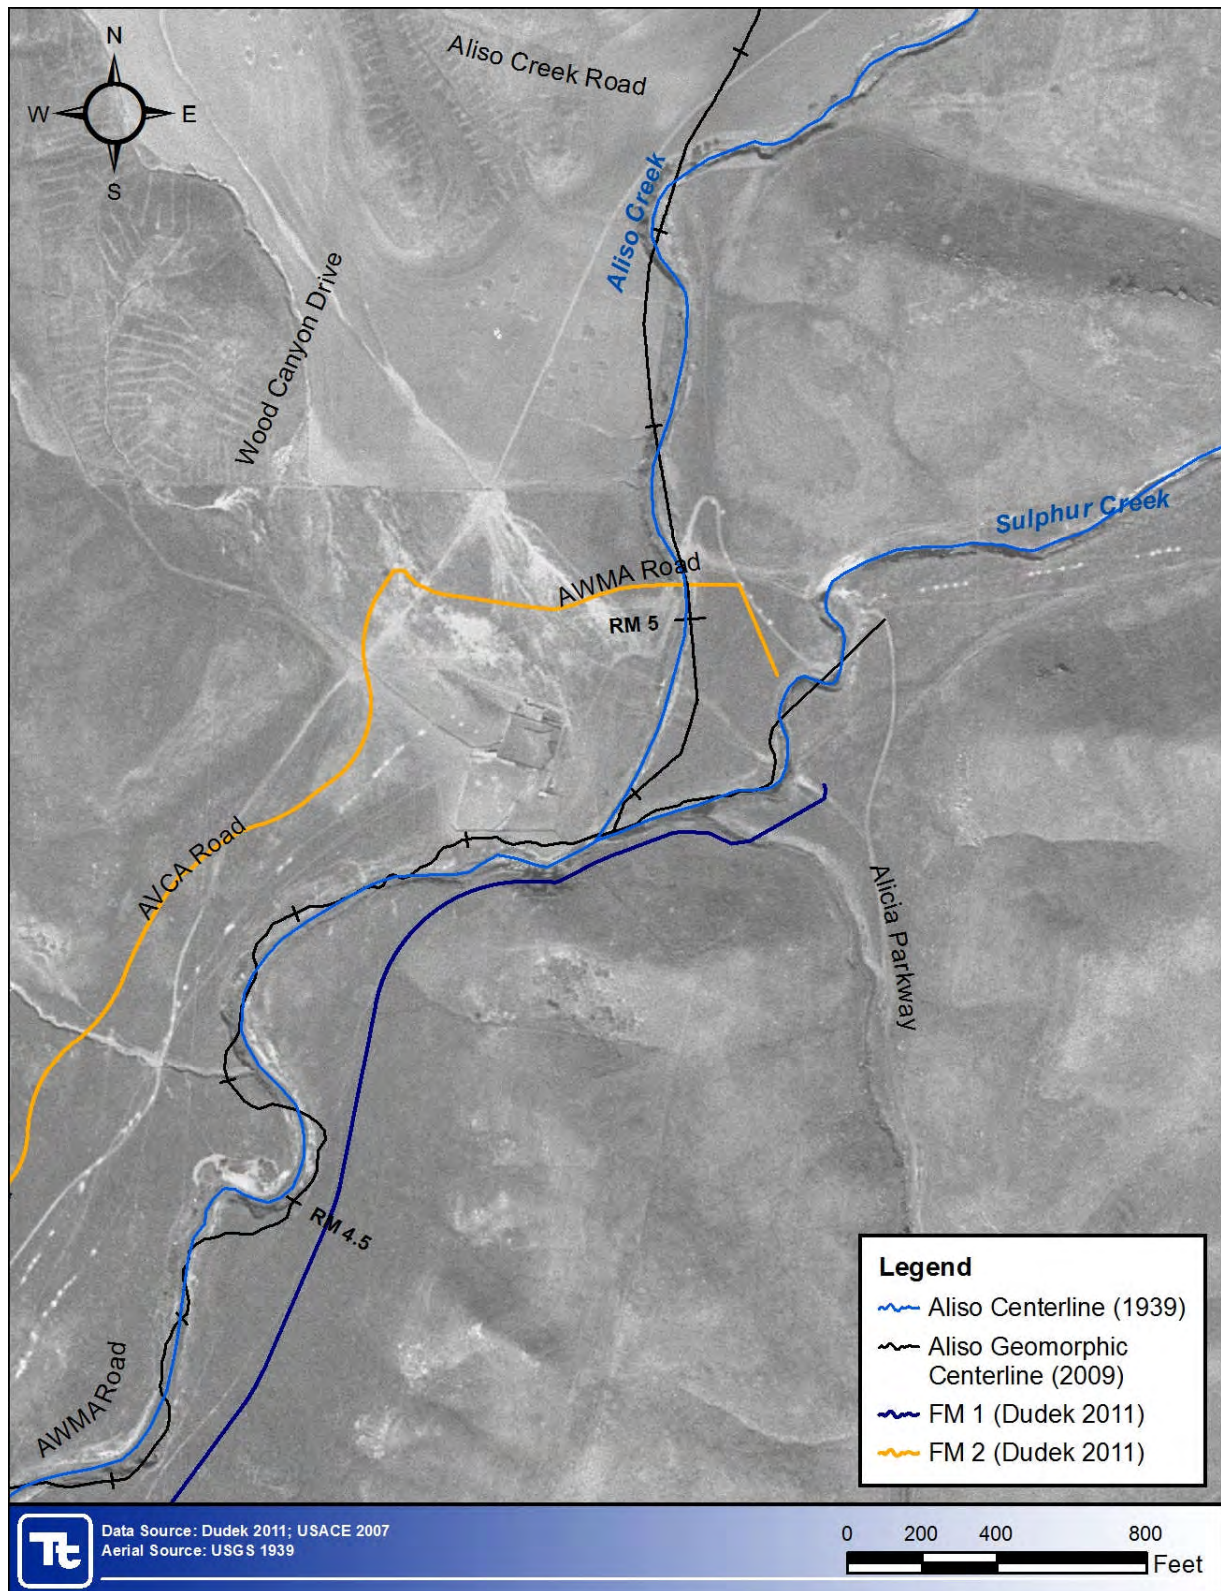 Aliso Creek Road
N
W
E
S
Aliso Creek
Wood Canyon Drive
Sulphur Creek
AWMA Road
RM 5
AVCA Road
Alicia Parkway
RM 4.5
AWMARoad
Legend
Aliso Centerline (1939)
Aliso Geomorphic
Centerline (2009)
FM 1 (Dudek 2011)
FM 2 (Dudek 2011)
Tt
Data Source: Dudek 2011; USACE 2007
Aerial Source: USGS 1939
0 200 400 800
Feet